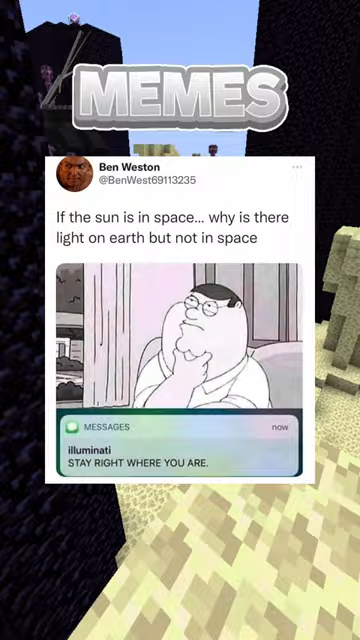 MEMES
Ben Weston
@BenWest69113235
If the sun is in space... why is there
light on earth but not in space
MESSAGES now
illuminati
STAY RIGHT WHERE YOU ARE.